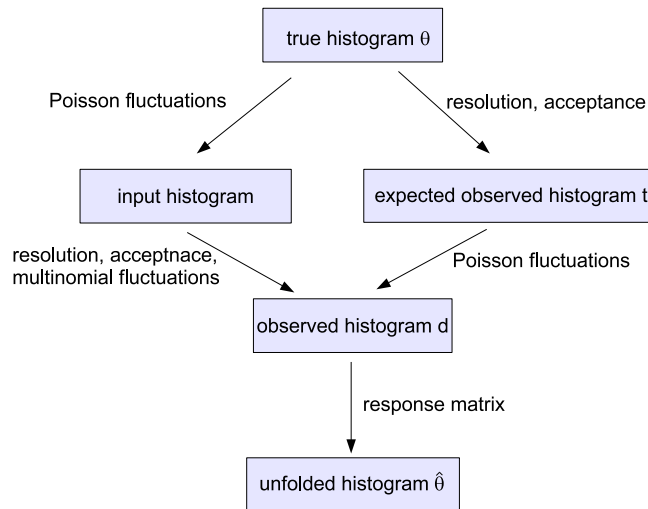 true histogram θ
Poisson fluctuations
resolution, acceptance
input histogram
expected observed histogram t
resolution, acceptnace,
multinomial fluctuations
Poisson fluctuations
observed histogram d
response matrix
unfolded histogram θ̂